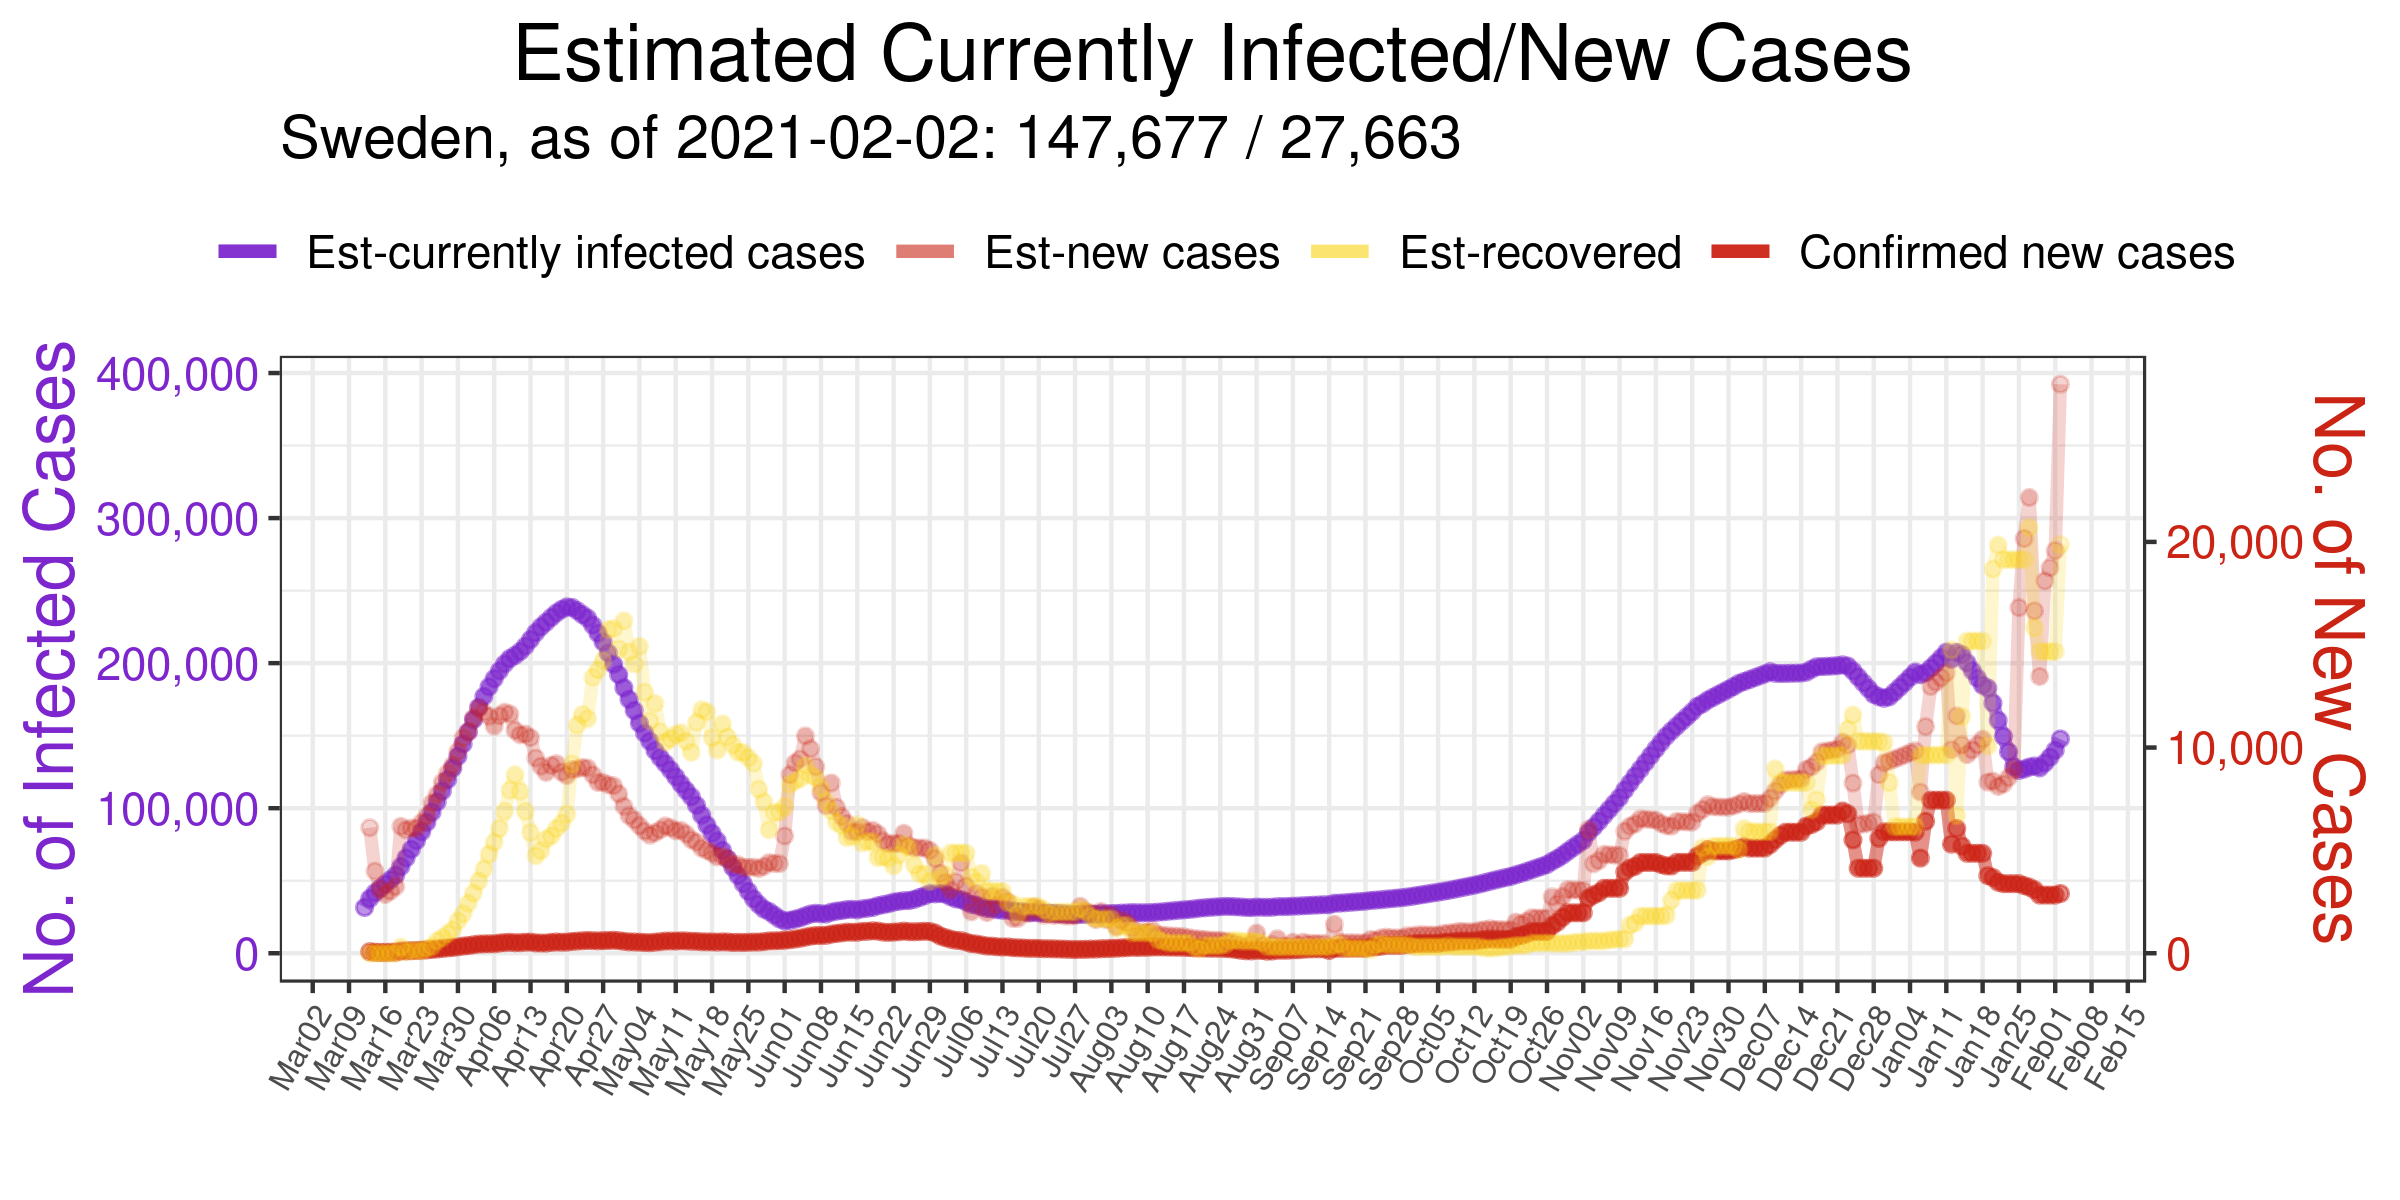 Estimated Currently Infected/New Cases
Sweden, as of 2021-02-02: 147,677 / 27,663
Est-currently infected cases Est-new cases Est-recovered Confirmed new cases
No. of Infected Cases
400,000
300,000
200,000
100,000
0
No. of New Cases
20,000
10,000
0
Mar02 Mar09 Mar16 Mar23 Mar30 Apr06 Apr13 Apr20 Apr27 May04 May11 May18 May25 Jun01 Jun08 Jun15 Jun22 Jun29 Jul06 Jul13 Jul20 Jul27 Aug03 Aug10 Aug17 Aug24 Aug31 Sep07 Sep14 Sep21 Sep28 Oct05 Oct12 Oct19 Oct26 Nov02 Nov09 Nov16 Nov23 Nov30 Dec07 Dec14 Dec21 Dec28 Jan04 Jan11 Jan18 Jan25 Feb01 Feb08 Feb15